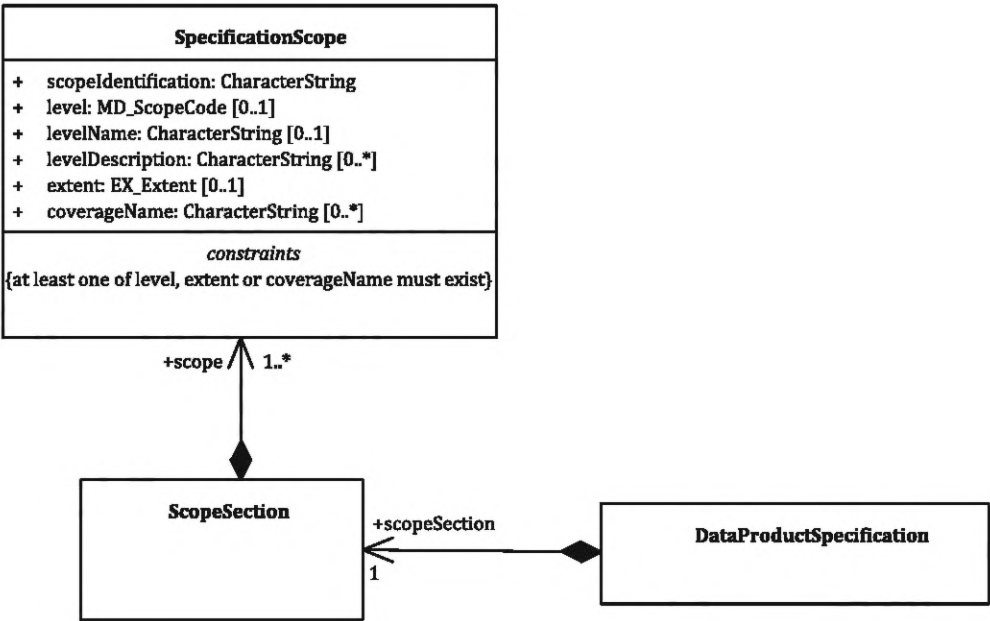 SpecificationScope
+ scopeIdentification: CharacterString
+ level: MD_ScopeCode [0..1]
+ levelName: CharacterString [0..1]
+ levelDescription: CharacterString [0..*]
+ extent: EX_Extent [0..1]
+ coverageName: CharacterString [0..*]
constraints
{at least one of level, extent or coverageName must exist}
+scope 1..*
ScopeSection
+scopeSection
1
DataProductSpecification